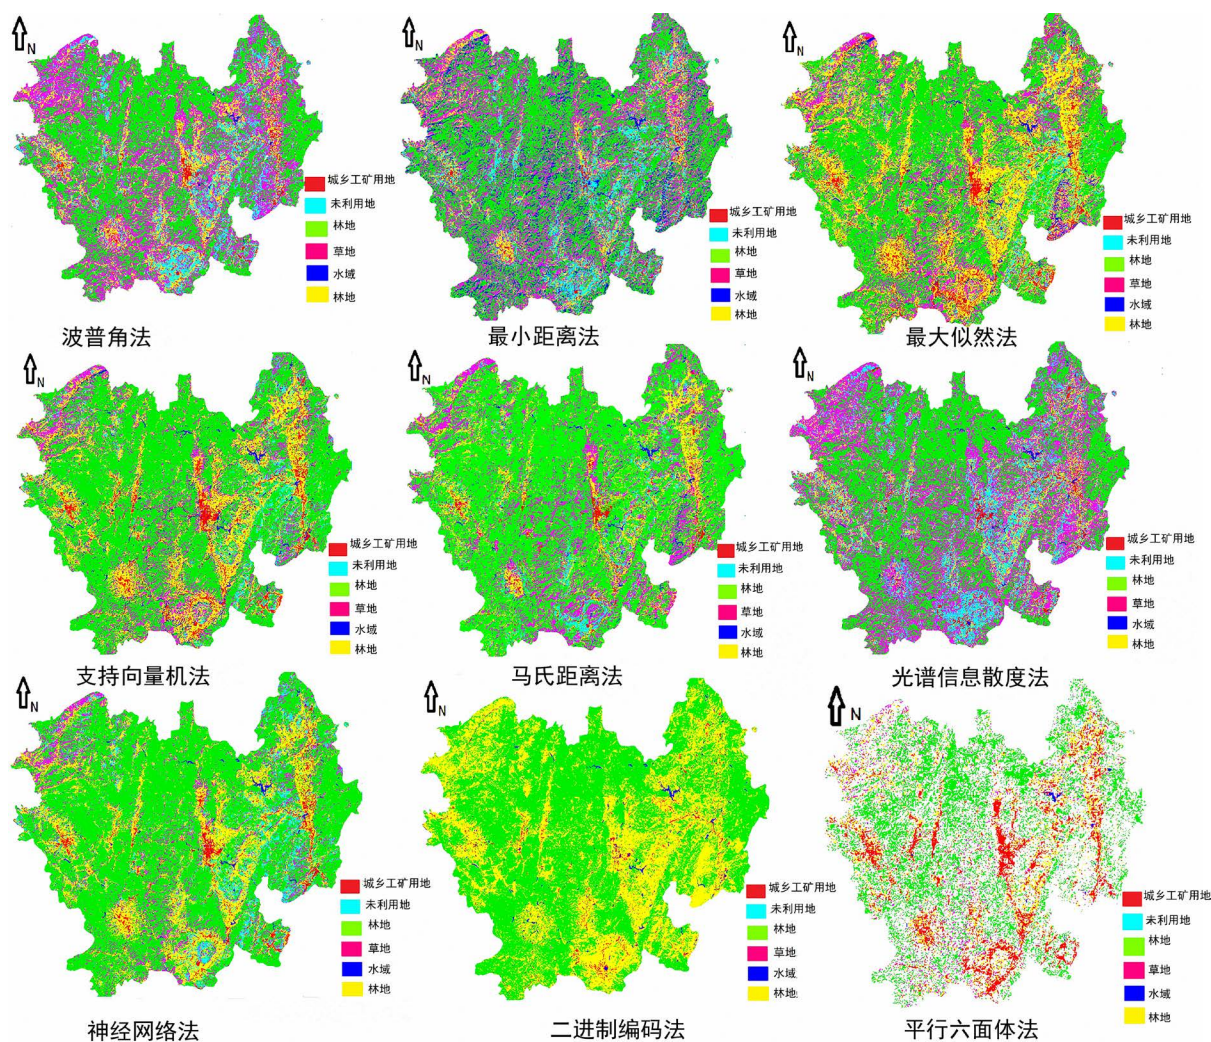 N
N
N
城乡工矿用地
未利用地
林地
草地
水域
林地
城乡工矿用地
未利用地
林地
草地
水域
林地
城乡工矿用地
未利用地
林地
草地
水域
林地
波普角法
最小距离法
最大似然法
N
N
N
城乡工矿用地
未利用地
林地
草地
水域
林地
城乡工矿用地
未利用地
林地
草地
水域
林地
城乡工矿用地
未利用地
林地
草地
水域
林地
支持向量机法
马氏距离法
光谱信息散度法
N
N
N
城乡工矿用地
未利用地
林地
草地
水域
林地
城乡工矿用地
未利用地
林地
草地
水域
林地
城乡工矿用地
未利用地
林地
草地
水域
林地
神经网络法
二进制编码法
平行六面体法